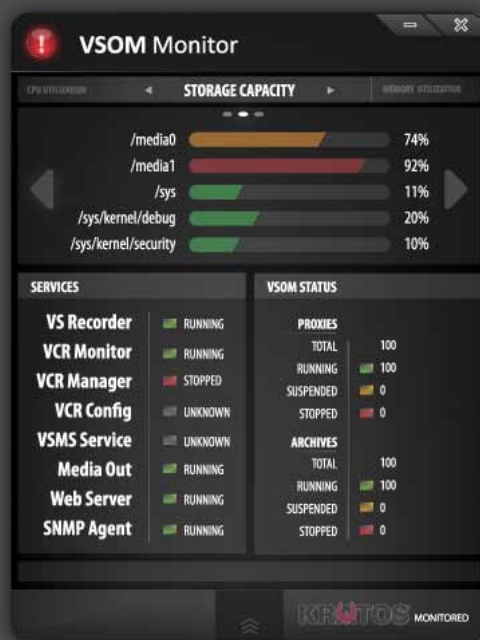 VSOM Monitor
CPU UTILIZATION
STORAGE CAPACITY
MEMORY UTILIZATION
/media0 74%
/media1 92%
/sys 11%
/sys/kernel/debug 20%
/sys/kernel/security 10%
SERVICES
VS Recorder RUNNING
VCR Monitor RUNNING
VCR Manager STOPPED
VCR Config UNKNOWN
VSMS Service UNKNOWN
Media Out RUNNING
Web Server RUNNING
SNMP Agent RUNNING
VSOM STATUS
PROXIES
TOTAL 100
RUNNING 100
SUSPENDED 0
STOPPED 0
ARCHIVES
TOTAL 100
RUNNING 100
SUSPENDED 0
STOPPED 0
KRATOS MONITORED